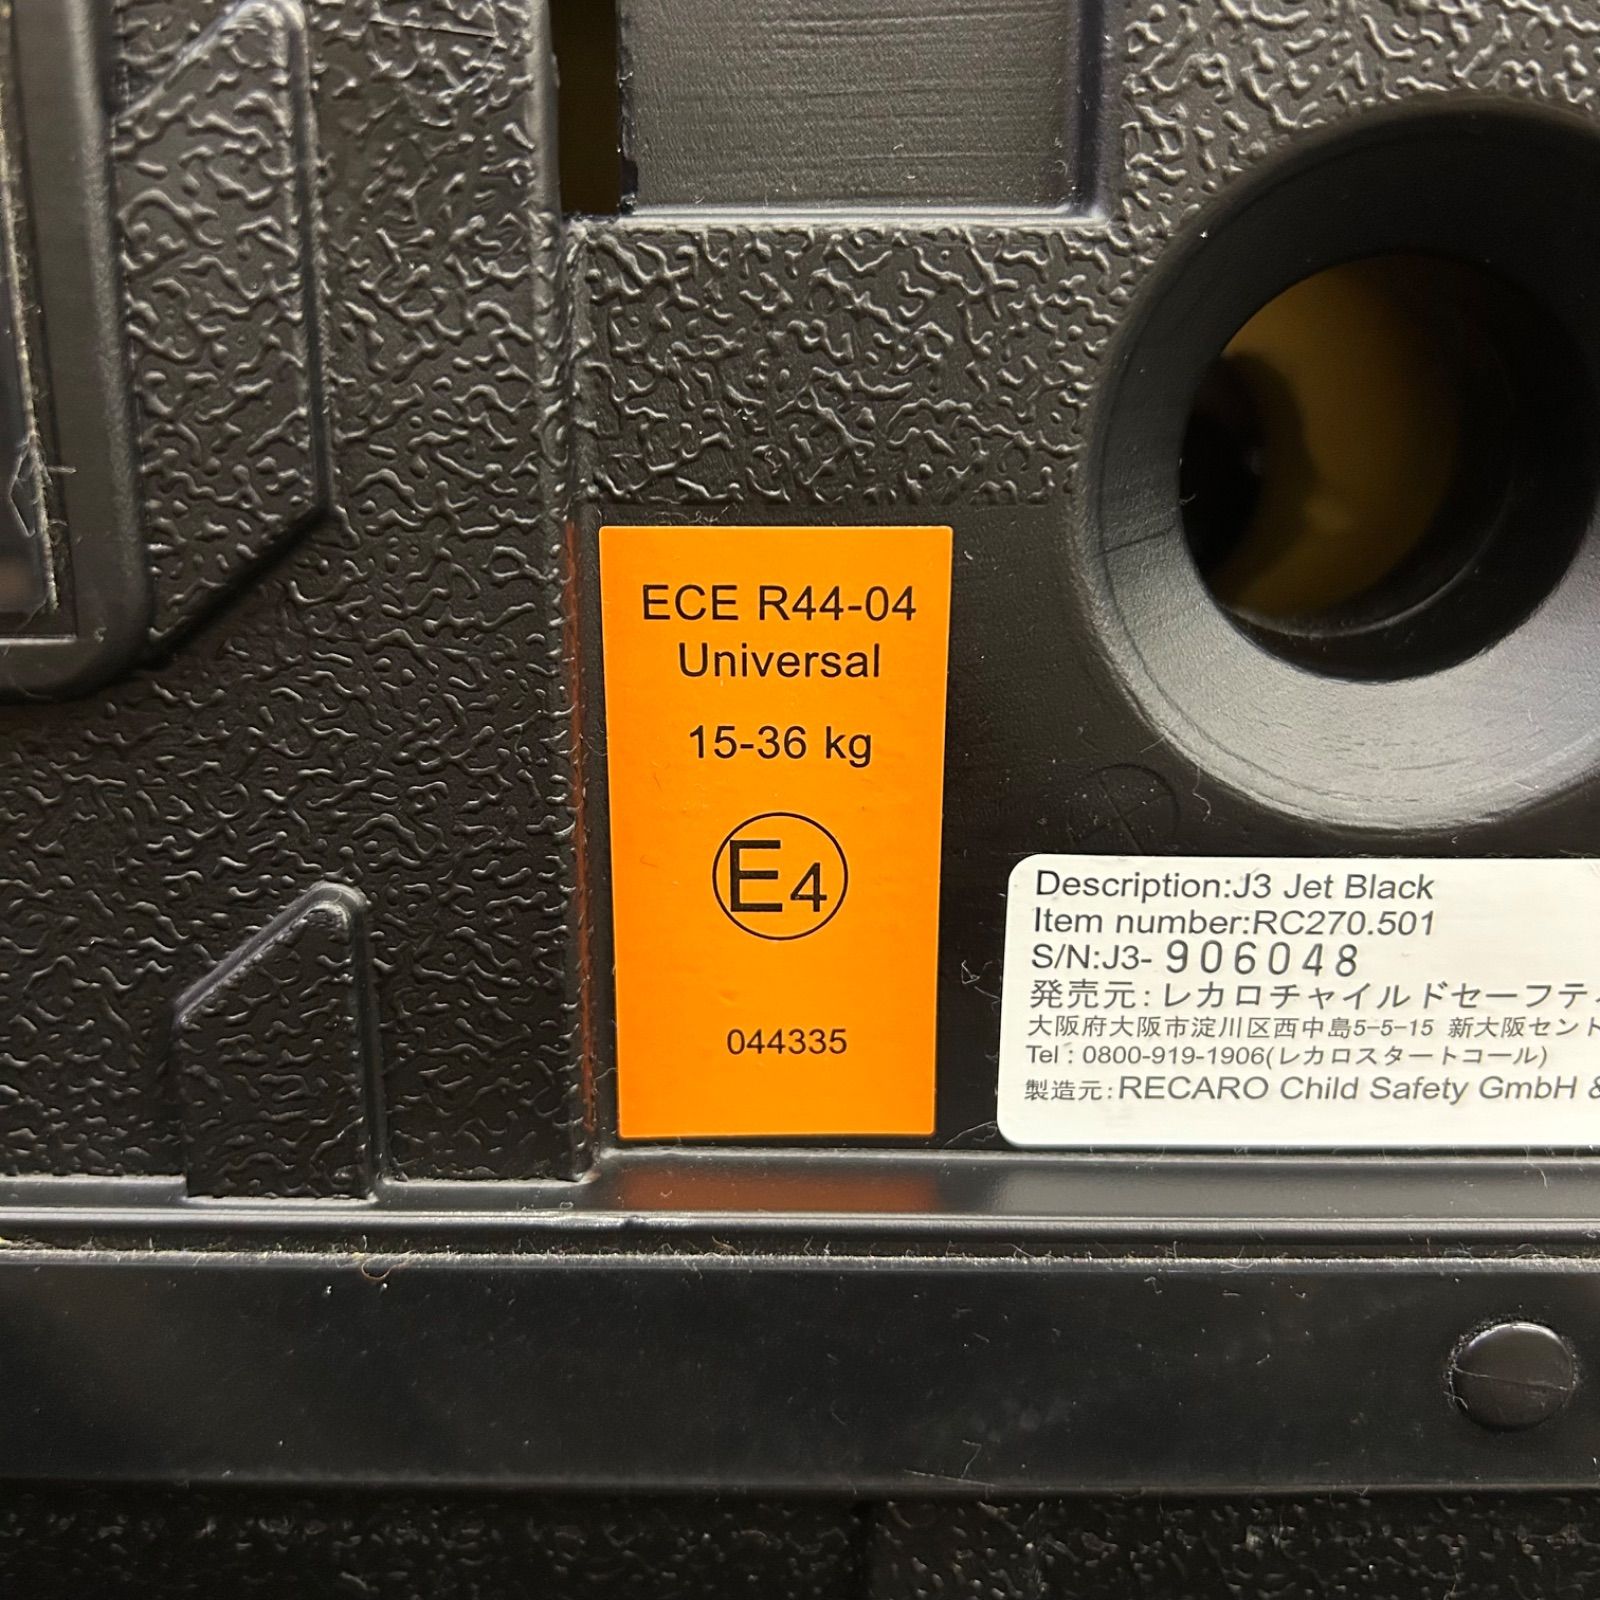 ECE R44-04
Universal
15-36 kg
E4
044335
Description:J3 Jet Black
Item number:RC270.501
S/N:J3-906048
発売元:レカロチャイルドセーフティ
大阪府大阪市淀川区西中島5-5-15 新大阪セント
Tel : 0800-919-1906(レカロスタートコール)
製造元:RECARO Child Safety GmbH &